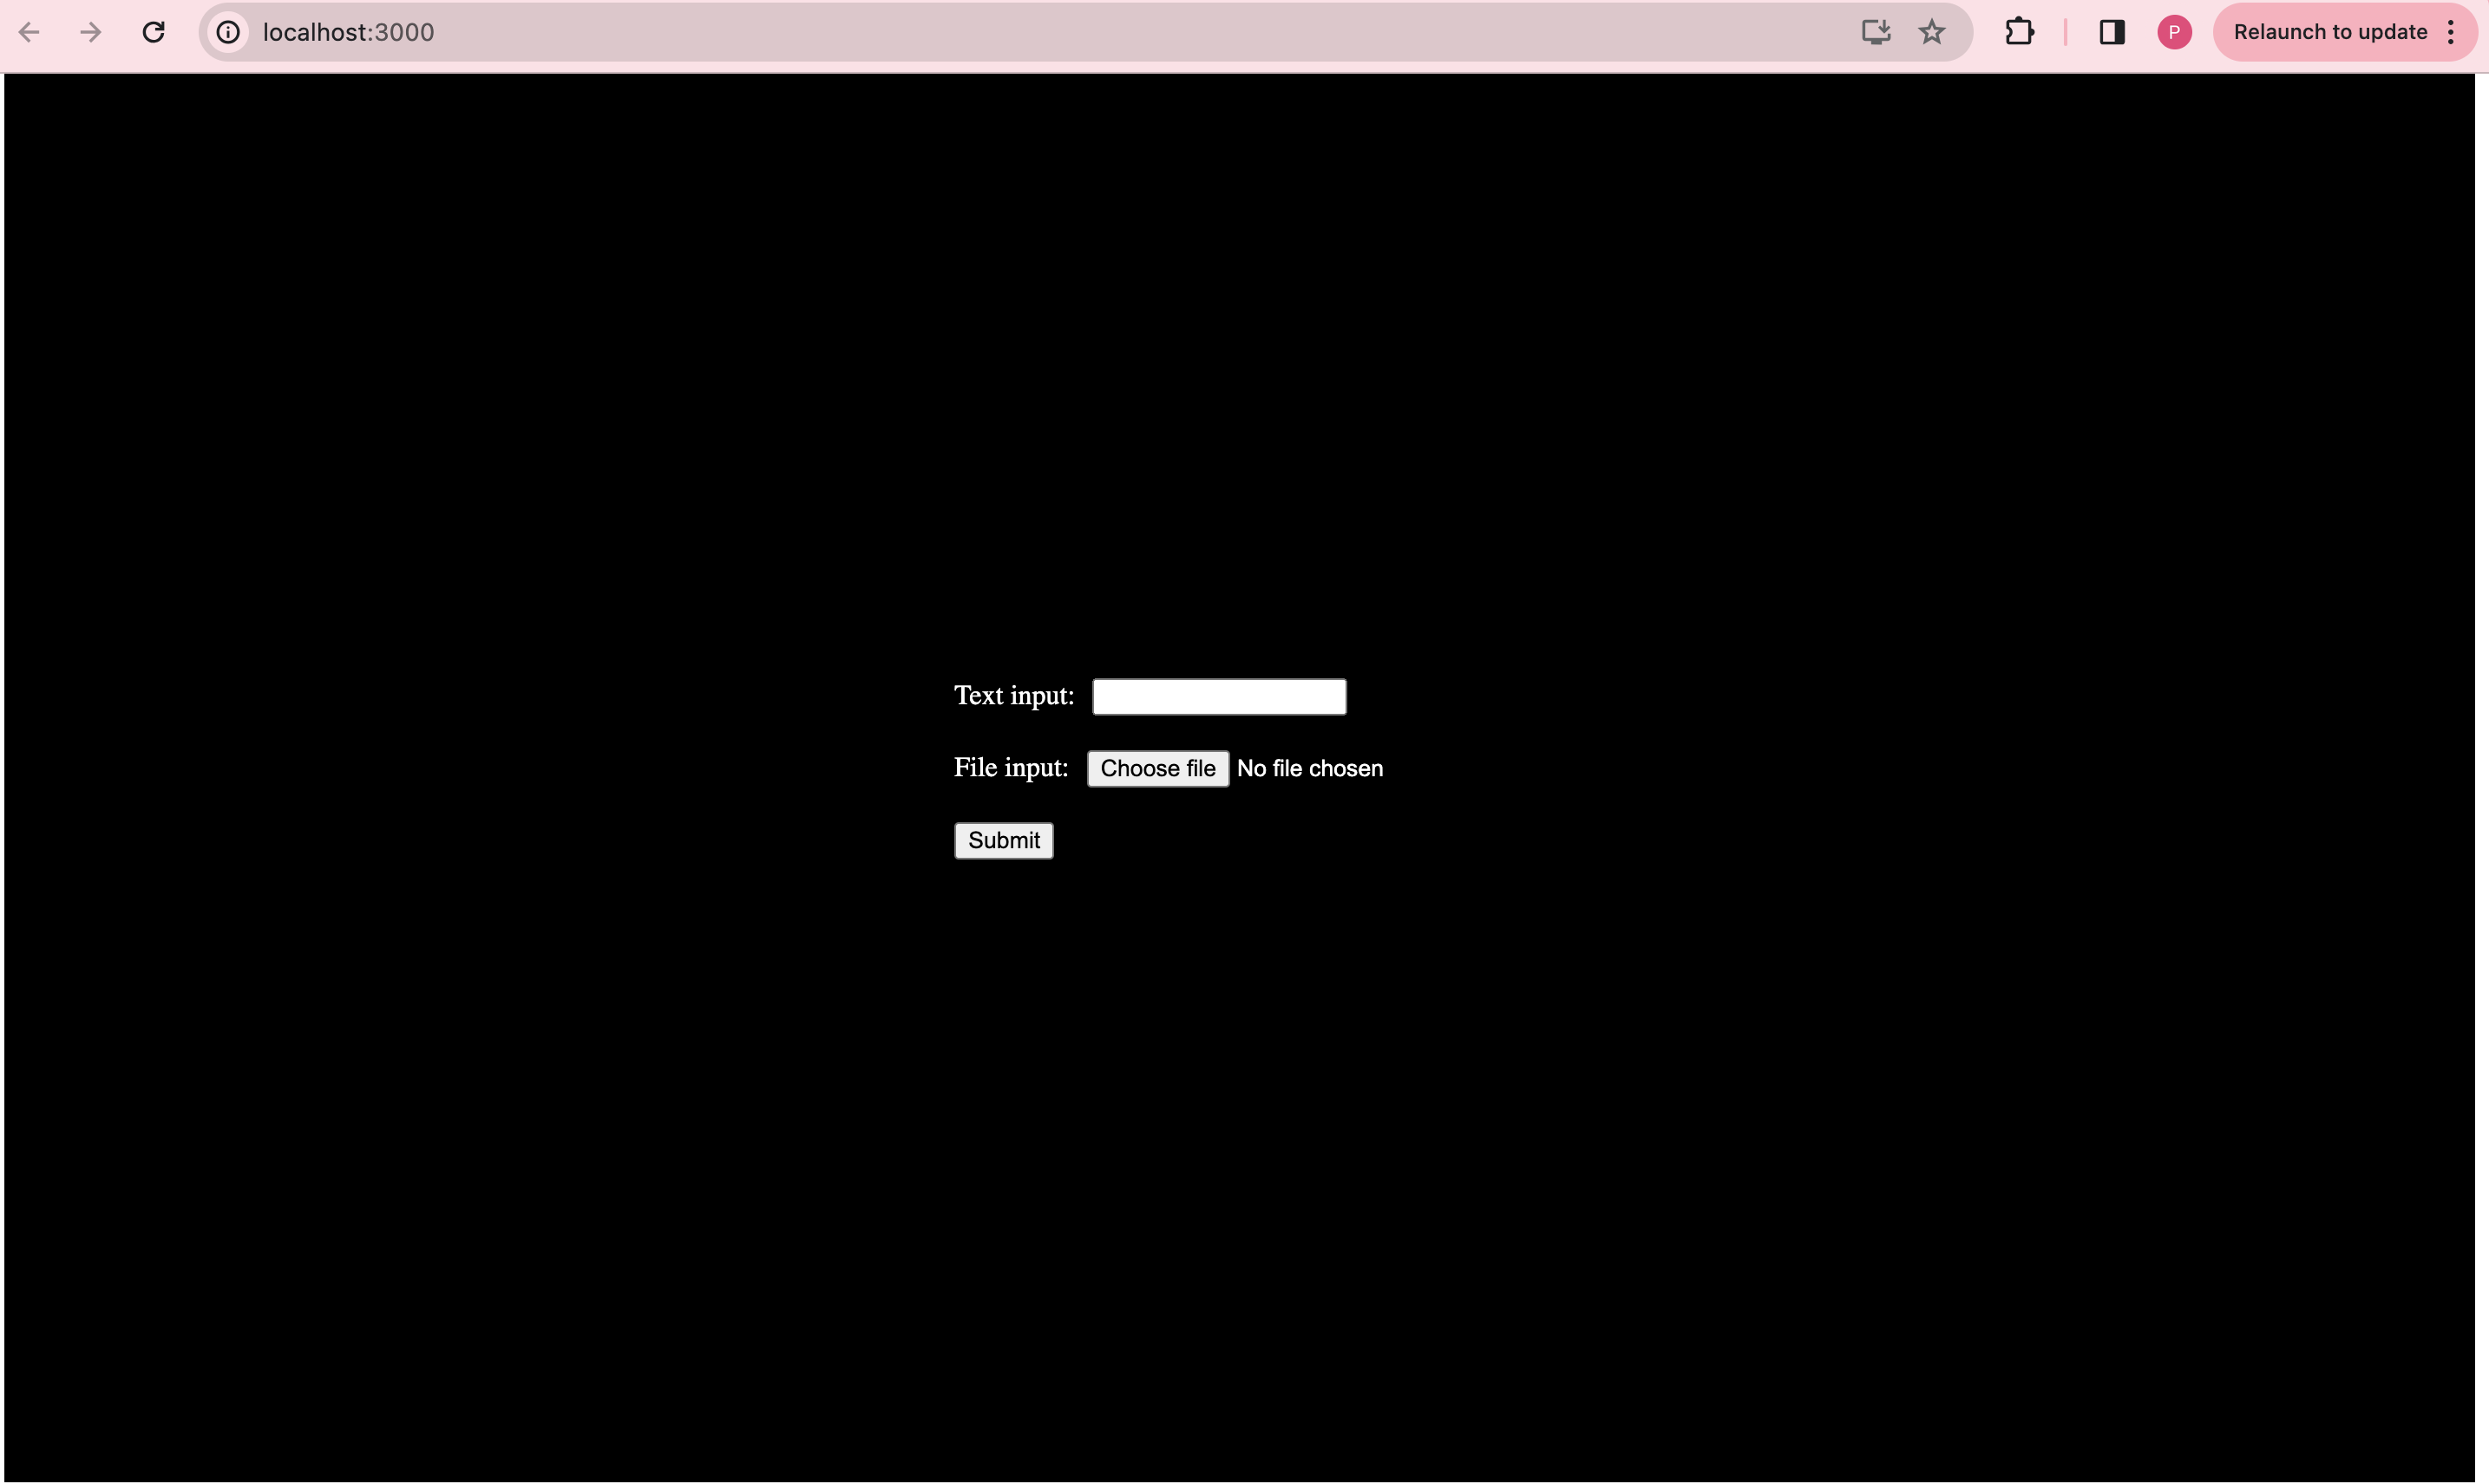 localhost:3000
P
Relaunch to update
Text input:
File input: Choose file No file chosen
Submit